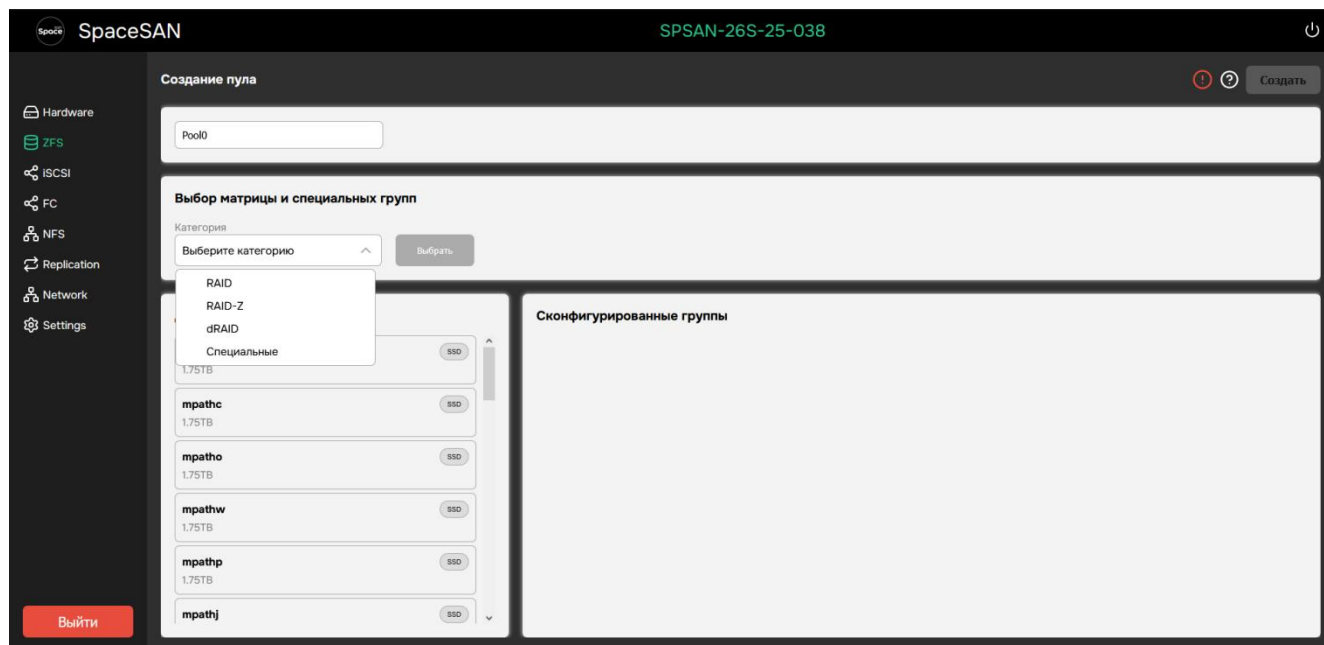 Space SpaceSAN
SPSAN-26S-25-038
Создание пула
Создать
Hardware
ZFS
iSCSI
FC
NFS
Replication
Network
Settings
Выйти
Pool0
Выбор матрицы и специальных групп
Категория
Выберите категорию
Выбрать
RAID
RAID-Z
dRAID
Специальные
SSD
1.75TB
mpathc SSD
1.75TB
mpatho SSD
1.75TB
mpathw SSD
1.75TB
mpathp SSD
1.75TB
mpathj SSD
Сконфигурированные группы